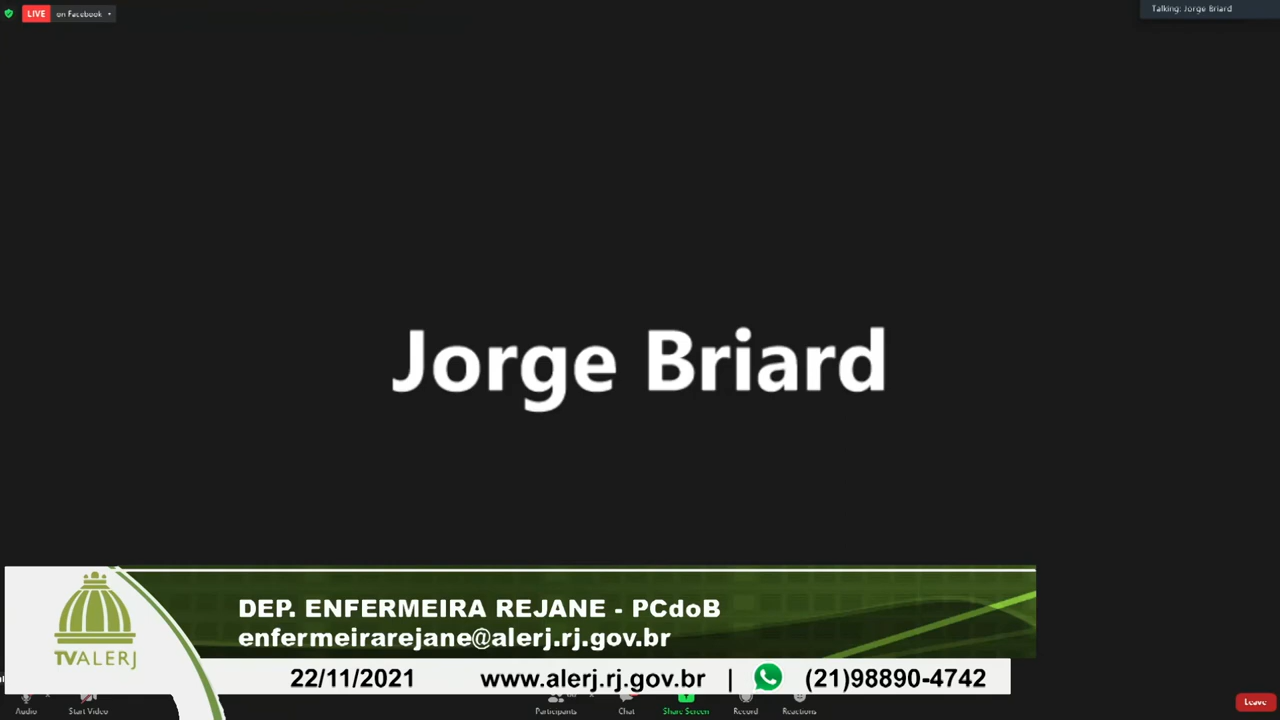 LIVE on Facebook
Talking: Jorge Briard
Jorge Briard
DEP. ENFERMEIRA REJANE - PCdoB
enfermeirarejane@alerj.rj.gov.br
TVALERJ
22/11/2021 www.alerj.rj.gov.br | (21)98890-4742
Audio Start Video Participants Chat Share Screen Record Reactions Leave